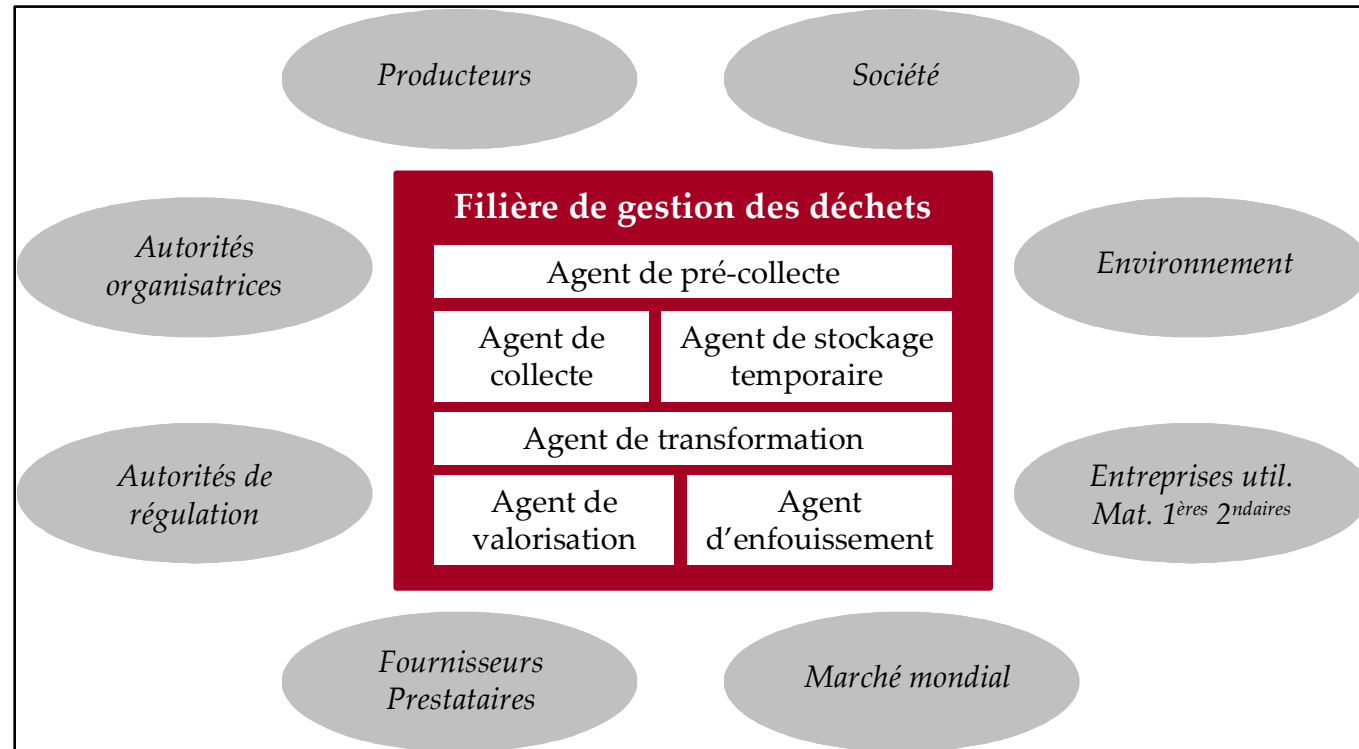 Producteurs
Société
Filière de gestion des déchets
Autorités
organisatrices
Agent de pré-collecte
Environnement
Agent de
collecte
Agent de stockage
temporaire
Agent de transformation
Autorités de
régulation
Agent de
valorisation
Agent
d'enfouissement
Entreprises util.
Mat. 1ères 2ndaires
Fournisseurs
Prestataires
Marché mondial